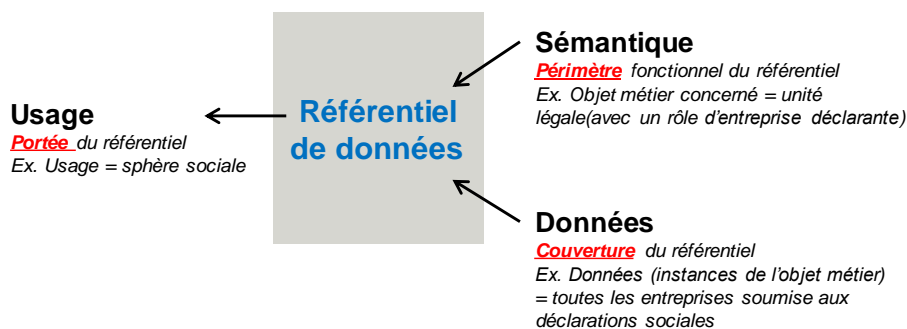 Usage
Portée du référentiel
Ex. Usage = sphère sociale
Référentiel
de données
Sémantique
Périmètre fonctionnel du référentiel
Ex. Objet métier concerné = unité
légale(avec un rôle d'entreprise déclarante)
Données
Couverture du référentiel
Ex. Données (instances de l'objet métier)
= toutes les entreprises soumise aux
déclarations sociales